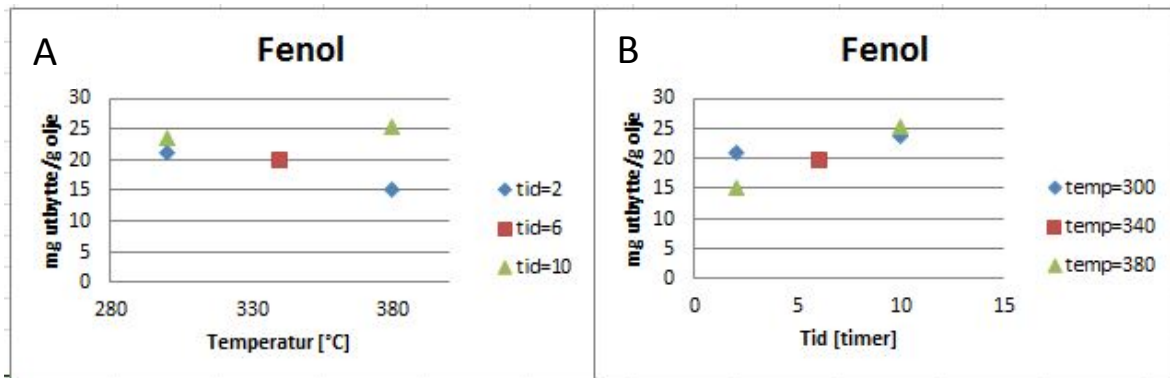 A
Fenol
mg utbytte/g olje
30
25
20
15
10
5
0
280
330
380
Temperatur [°C]
tid=2
tid=6
tid=10
B
Fenol
mg utbytte/g olje
30
25
20
15
10
5
0
0
5
10
15
Tid [timer]
temp=300
temp=340
temp=380